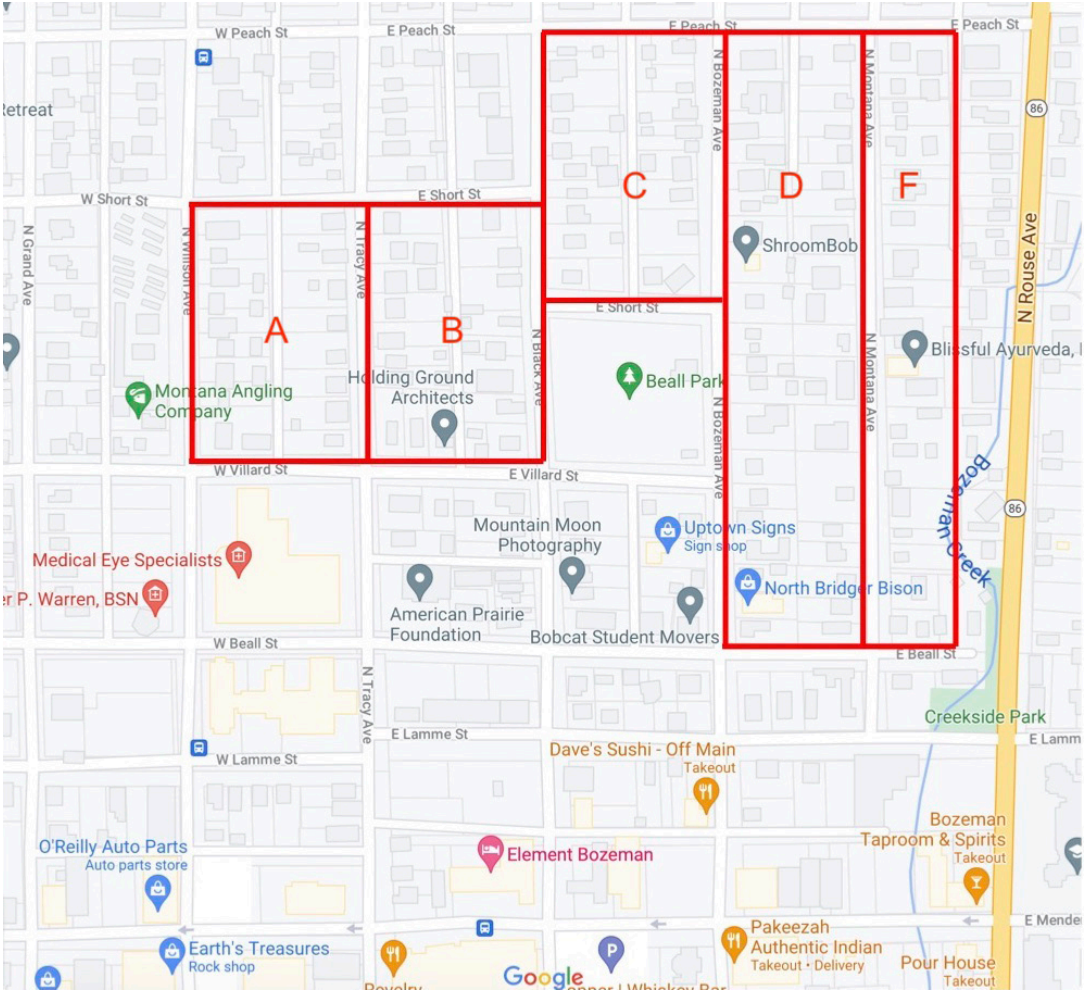 W Peach St
E Peach St
E Peach St
E Peach St
Retreat
N Bozeman Ave
N Montana Ave
86
C
D
F
W Short St
E Short St
N Grand Ave
N Willson Ave
N Tracy Ave
N Rouse Ave
ShroomBob
E Short St
A
B
N Black Ave
N Montana Ave
Blissful Ayurveda,
Holding Ground
Architects
Beall Park
Montana Angling
Company
N Bozeman Ave
W Villard St
E Villard St
Bozeman Creek
86
Mountain Moon
Photography
Uptown Signs
Sign shop
Medical Eye Specialists
North Bridger Bison
er P. Warren, BSN
American Prairie
Foundation
Bobcat Student Movers
W Beall St
E Beall St
N Tracy Ave
Creekside Park
E Lamme St
E Lamm
W Lamme St
Dave's Sushi - Off Main
Takeout
Bozeman
Taproom & Spirits
Takeout
O'Reilly Auto Parts
Auto parts store
Element Bozeman
E Mende
Earth's Treasures
Rock shop
P
Pakeezah
Authentic Indian
Takeout • Delivery
Pour House
Takeout
Google